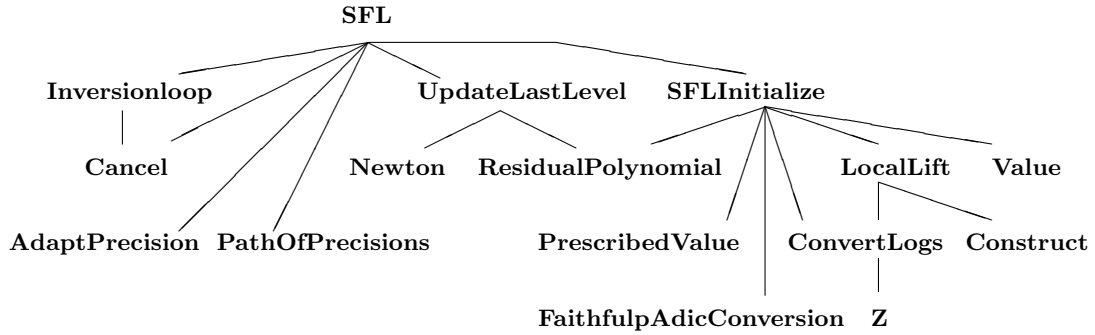 SFL
Inversionloop UpdateLastLevel SFLInitialize
Cancel Newton ResidualPolynomial LocalLift Value
AdaptPrecision PathOfPrecisions PrescribedValue ConvertLogs Construct
FaithfulpAdicConversion Z